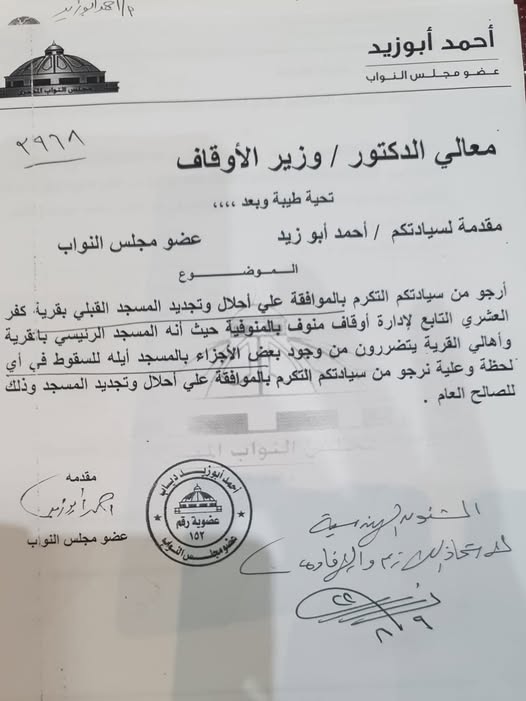 م/ احمد ابوزيد
أحمد أبوزيد
عضو مجلس النواب
مجلس النواب المصري
٣٩٦٨
معالي الدكتور / وزير الأوقاف
تحية طيبة وبعد ,,,,
مقدمة لسيادتكم / أحمد أبو زيد عضو مجلس النواب
الموضوع
أرجو من سيادتكم التكرم بالموافقة علي أحلال وتجديد المسجد القبلي بقرية كفر
العشري التابع لإدارة أوقاف منوف بالمنوفية حيث أنه المسجد الرئيسي بالقرية
وأهالي القرية يتضررون من وجود بعض الأجزاء بالمسجد أيله للسقوط في أي
لحظة وعلية نرجو من سيادتكم التكرم بالموافقة علي أحلال وتجديد المسجد وذلك
للصالح العام .
مقدمه
احمد ابوزيد
عضو مجلس النواب
أحمد أبوزيد دياب
عضوية رقم
١٥٢
عضو مجلس النواب
الشئون الهندسية
لاتخاذ اللازم والإفادة
٢٢
٨ ٩